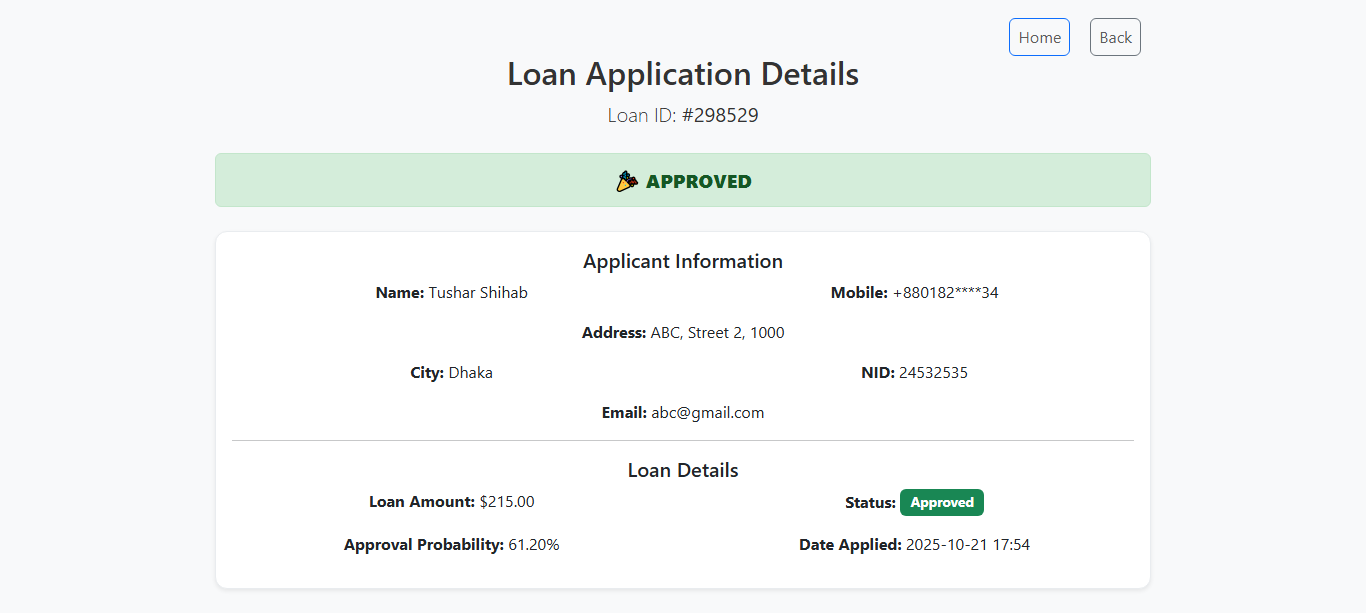 Home Back
Loan Application Details
Loan ID: #298529
🎉 APPROVED
Applicant Information
Name: Tushar Shihab Mobile: +880182****34
Address: ABC, Street 2, 1000
City: Dhaka NID: 24532535
Email: abc@gmail.com
Loan Details
Loan Amount: $215.00 Status: Approved
Approval Probability: 61.20% Date Applied: 2025-10-21 17:54